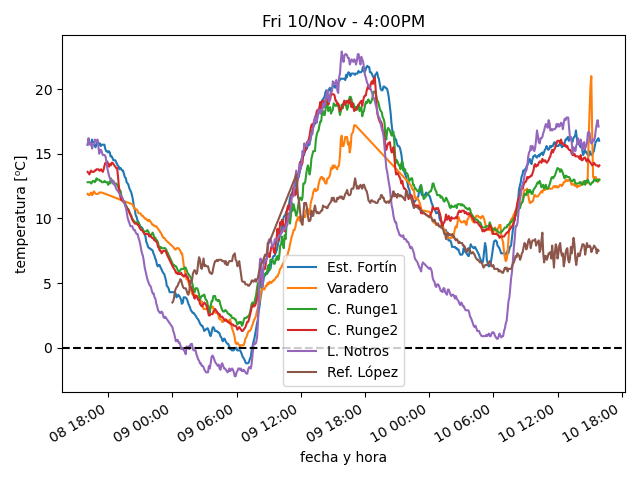 Fri 10/Nov - 4:00PM
temperatura [ºC]
20
15
10
5
0
Est. Fortín
Varadero
C. Runge1
C. Runge2
L. Notros
Ref. López
08 18:00
09 00:00
09 06:00
09 12:00
09 18:00
10 00:00
10 06:00
10 12:00
10 18:00
fecha y hora